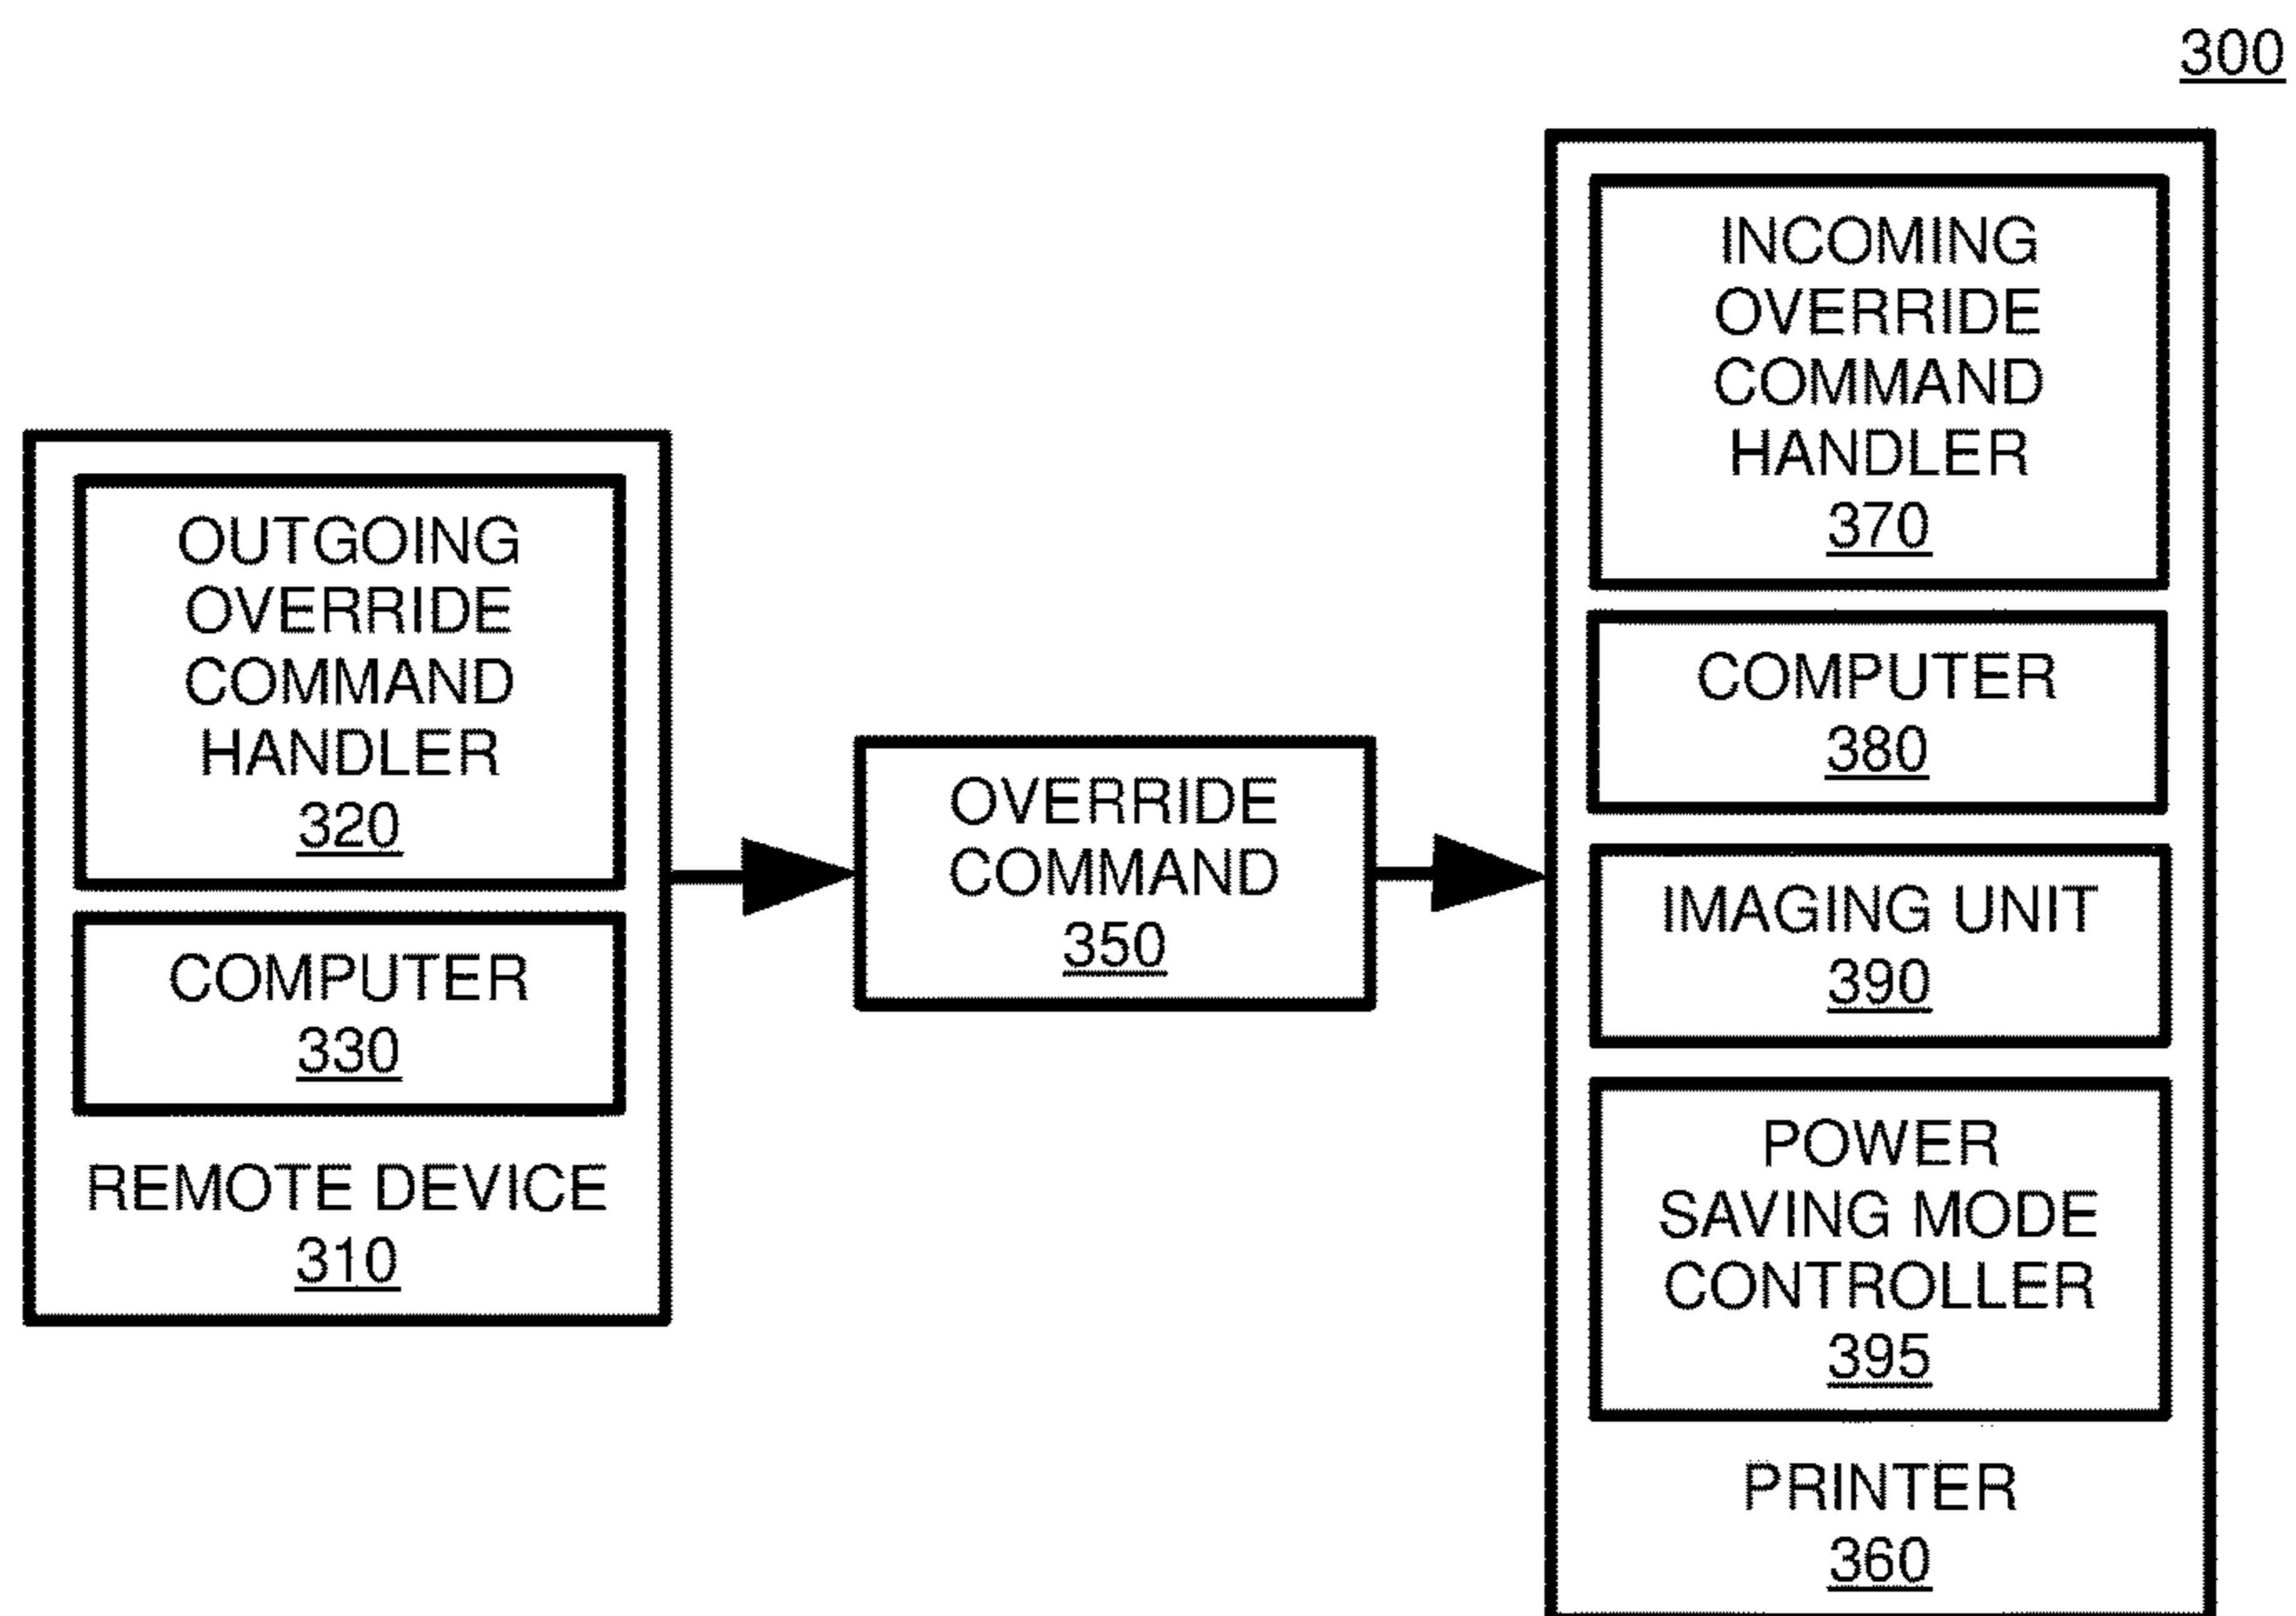 300
OUTGOING
OVERRIDE
COMMAND
HANDLER
320
COMPUTER
330
REMOTE DEVICE
310
OVERRIDE
COMMAND
350
INCOMING
OVERRIDE
COMMAND
HANDLER
370
COMPUTER
380
IMAGING UNIT
390
POWER
SAVING MODE
CONTROLLER
395
PRINTER
360